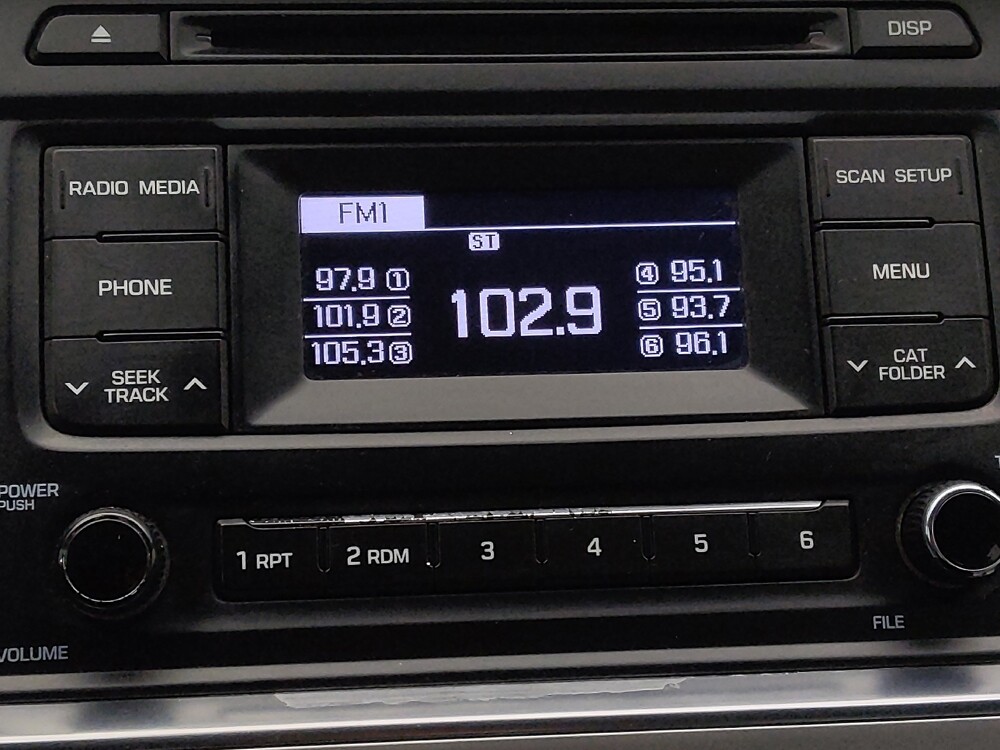 DISP
RADIO MEDIA
SCAN SETUP
FM1
ST
PHONE
MENU
97.9 1
4 95.1
101.9 2
102.9
5 93.7
105.3 3
6 96.1
SEEK
TRACK
CAT
FOLDER
POWER
PUSH
1 RPT
2 RDM
3
4
5
6
FILE
VOLUME